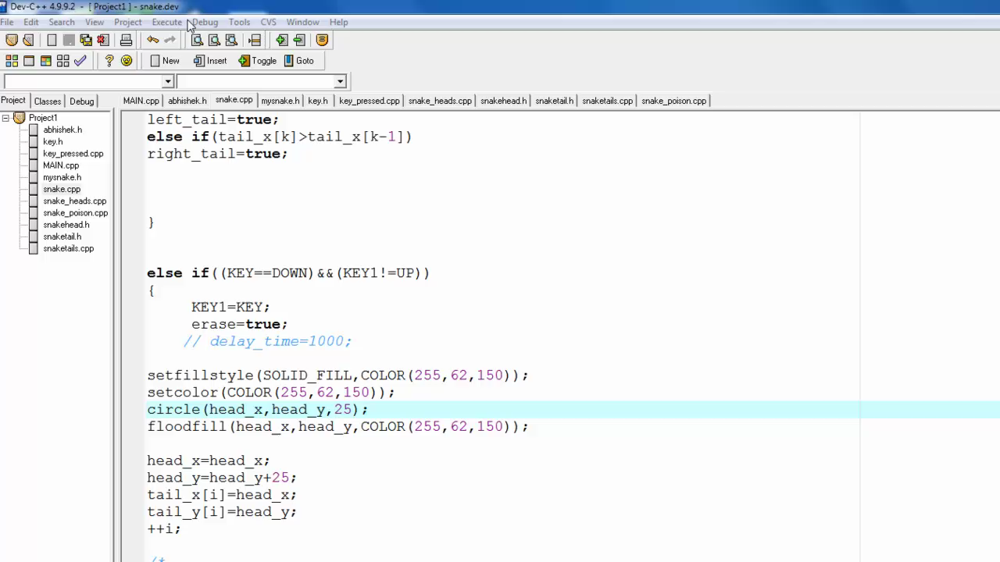 Dev-C++ 4.9.9.2 - [ Project1 ] - snake.dev
File Edit Search View Project Execute Debug Tools CVS Window Help
New Insert Toggle Goto
Project Classes Debug
MAIN.cpp abhishek.h snake.cpp mysnake.h key.h key_pressed.cpp snake_heads.cpp snakehead.h snaketail.h snaketails.cpp snake_poison.cpp
Project1
abhishek.h
key.h
key_pressed.cpp
MAIN.cpp
mysnake.h
snake.cpp
snake_heads.cpp
snake_poison.cpp
snakehead.h
snaketail.h
snaketails.cpp
left_tail=true;
else if(tail_x[k]>tail_x[k-1])
right_tail=true;
}
else if((KEY==DOWN)&&(KEY1!=UP))
{
KEY1=KEY;
erase=true;
// delay_time=1000;
setfillstyle(SOLID_FILL,COLOR(255,62,150));
setcolor(COLOR(255,62,150));
circle(head_x,head_y,25);
floodfill(head_x,head_y,COLOR(255,62,150));
head_x=head_x;
head_y=head_y+25;
tail_x[i]=head_x;
tail_y[i]=head_y;
++i;
/*